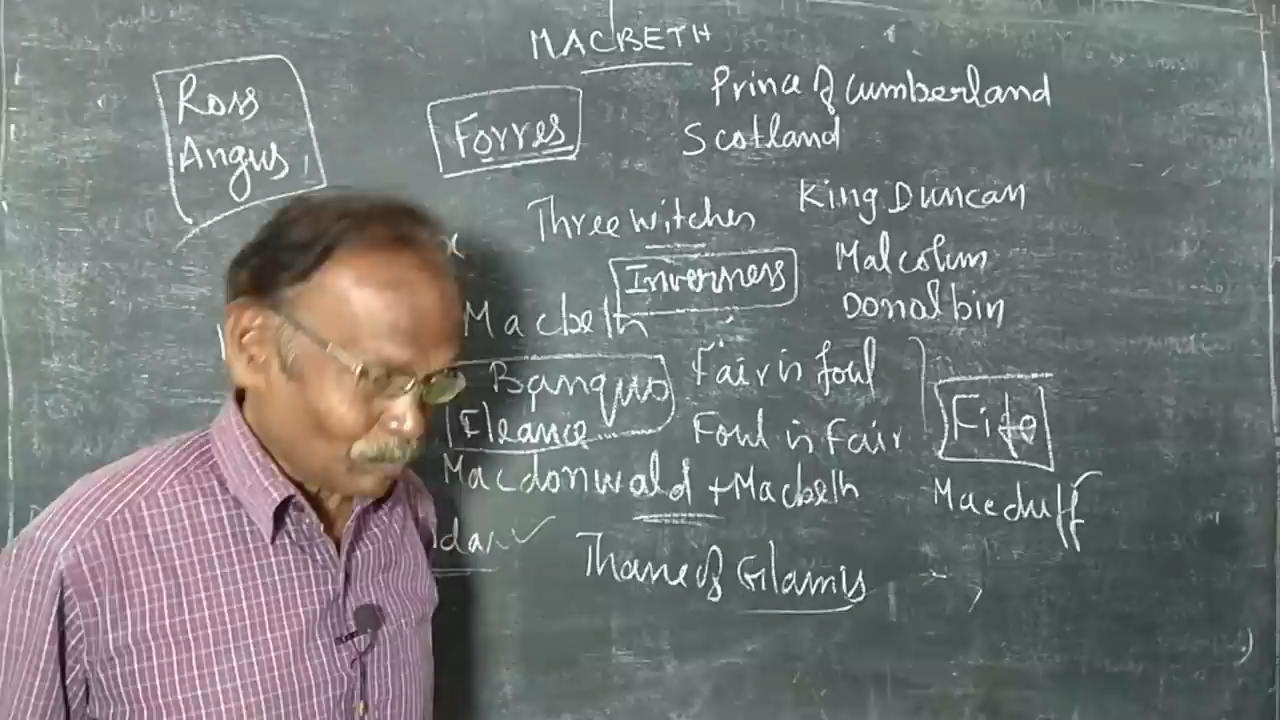 MACBETH
Prince of Cumberland
Ross
Angus,
Forres
Scotland
King Duncan
Three witches
Inverness
Malcolm
Donalbin
Macbeth
Banquo
Fleance
Fair is foul
Foul is Fair
Fife
Macdonwald + Macbeth
Macduff
Thane of Glamis